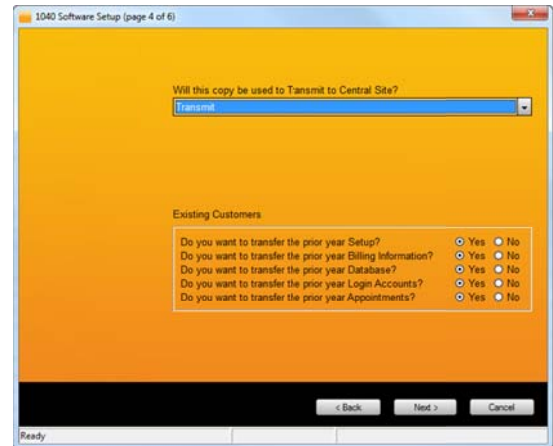 1040 Software Setup (page 4 of 6)
Will this copy be used to Transmit to Central Site?
Transmit
Existing Customers
Do you want to transfer the prior year Setup? Yes No
Do you want to transfer the prior year Billing Information? Yes No
Do you want to transfer the prior year Database? Yes No
Do you want to transfer the prior year Login Accounts? Yes No
Do you want to transfer the prior year Appointments? Yes No
< Back Next > Cancel
Ready